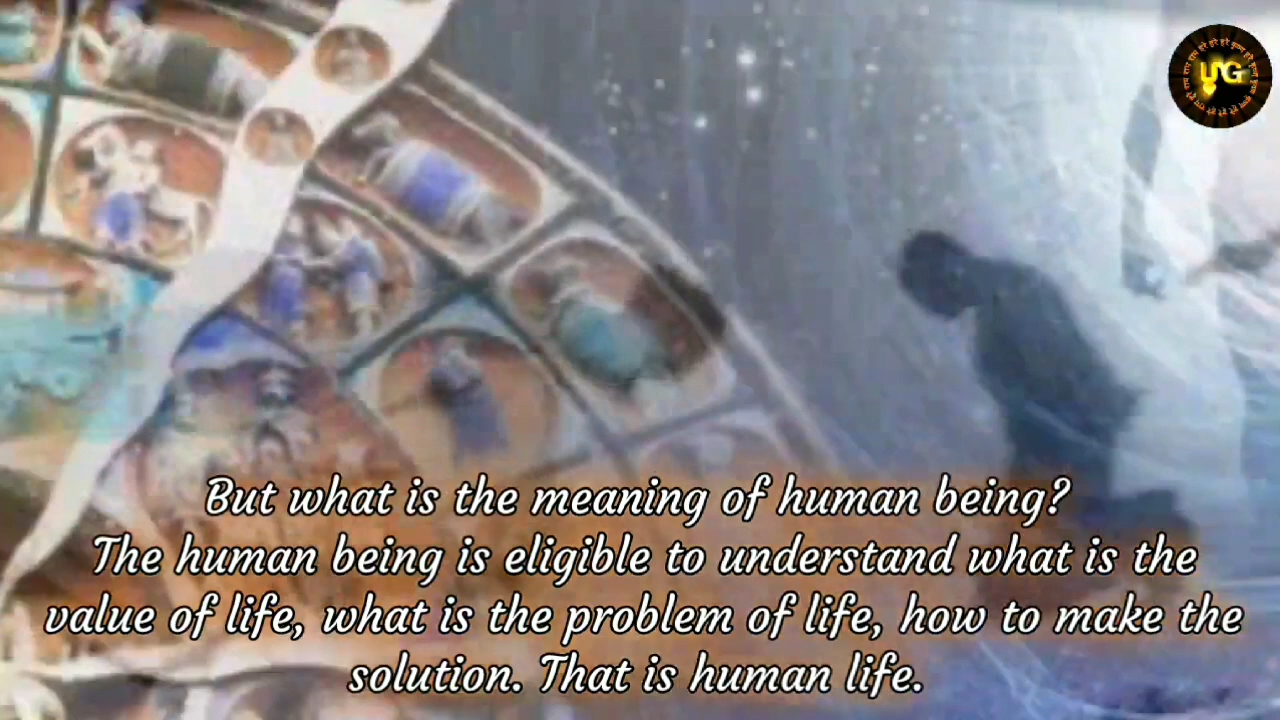 UG
But what is the meaning of human being?
The human being is eligible to understand what is the
value of life, what is the problem of life, how to make the
solution. That is human life.